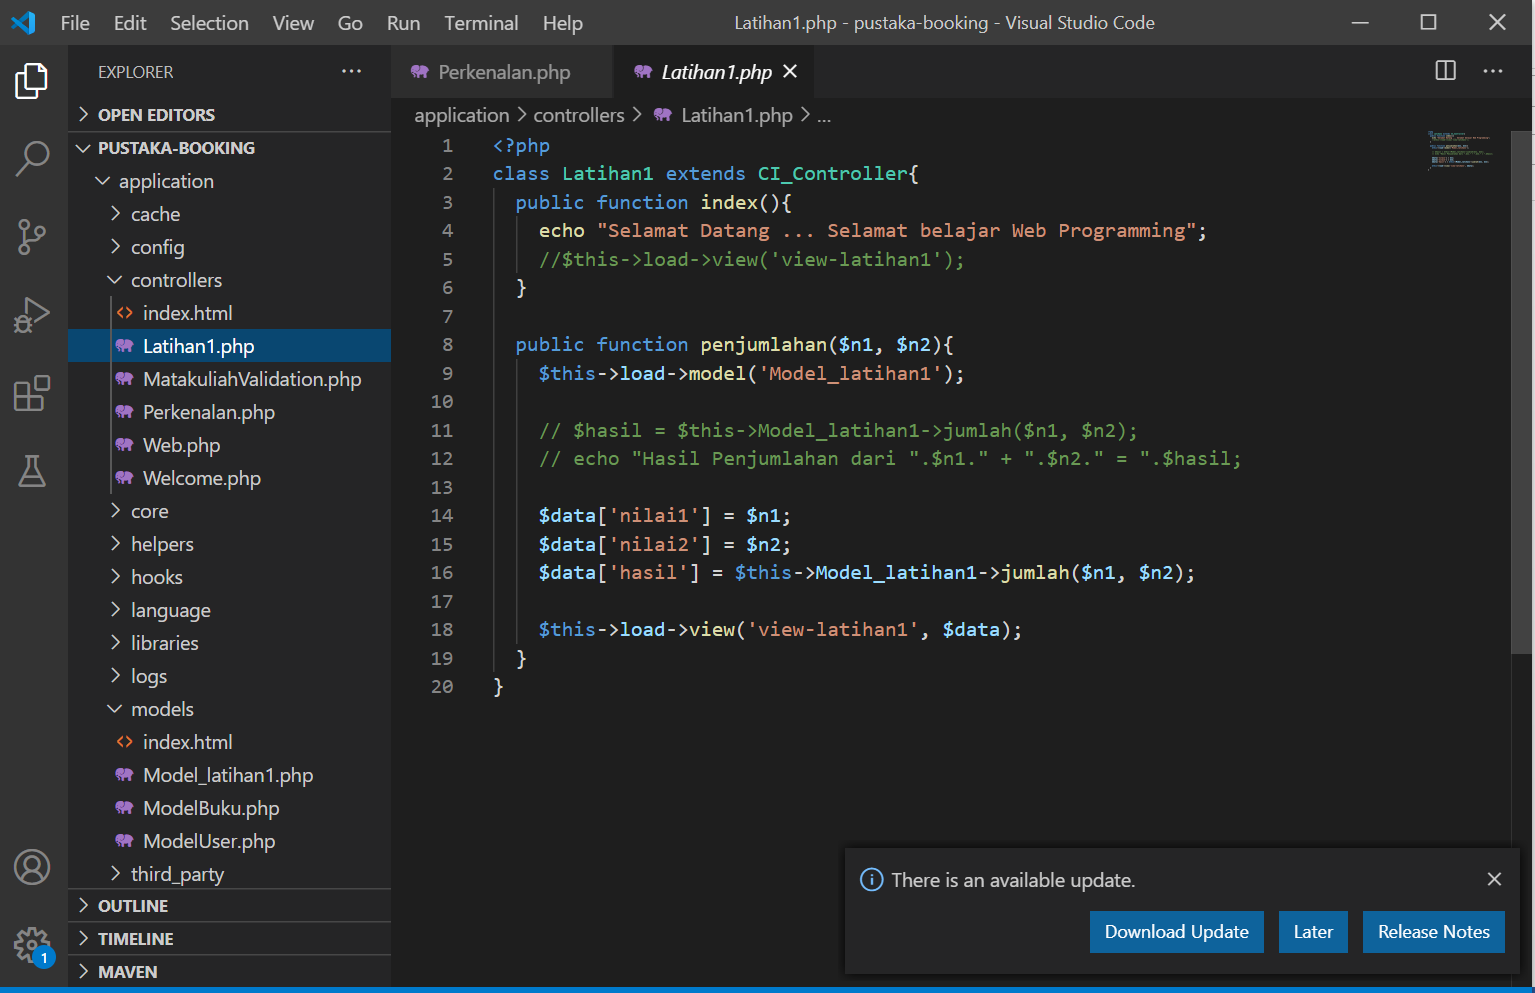 File Edit Selection View Go Run Terminal Help Latihan1.php - pustaka-booking - Visual Studio Code
EXPLORER
OPEN EDITORS
PUSTAKA-BOOKING
application
cache
config
controllers
index.html
Latihan1.php
MatakuliahValidation.php
Perkenalan.php
Web.php
Welcome.php
core
helpers
hooks
language
libraries
logs
models
index.html
Model_latihan1.php
ModelBuku.php
ModelUser.php
third_party
OUTLINE
TIMELINE
MAVEN
1
Perkenalan.php Latihan1.php
application > controllers > Latihan1.php > ...
1 <?php
2 class Latihan1 extends CI_Controller{
3 public function index(){
4 echo "Selamat Datang ... Selamat belajar Web Programming";
5 //$this->load->view('view-latihan1');
6 }
7
8 public function penjumlahan($n1, $n2){
9 $this->load->model('Model_latihan1');
10
11 // $hasil = $this->Model_latihan1->jumlah($n1, $n2);
12 // echo "Hasil Penjumlahan dari ".$n1." + ".$n2." = ".$hasil;
13
14 $data['nilai1'] = $n1;
15 $data['nilai2'] = $n2;
16 $data['hasil'] = $this->Model_latihan1->jumlah($n1, $n2);
17
18 $this->load->view('view-latihan1', $data);
19 }
20 }
There is an available update.
Download Update Later Release Notes